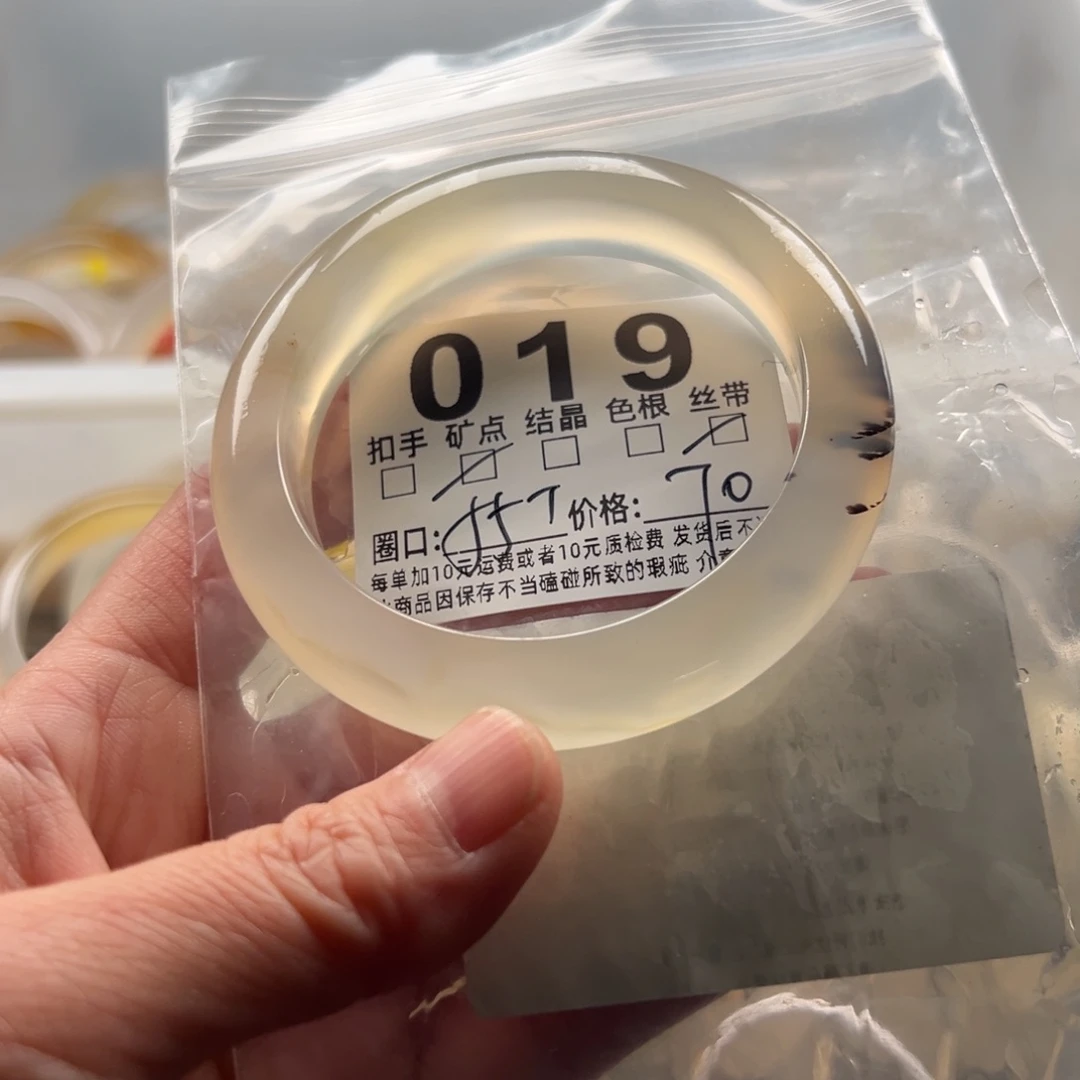 019
扣手 矿点 结晶 色根 丝带
圈口: 价格: 70
每单加10元运费或者10元质检费 发货后不
商品因保存不当磕碰所致的瑕疵 介意